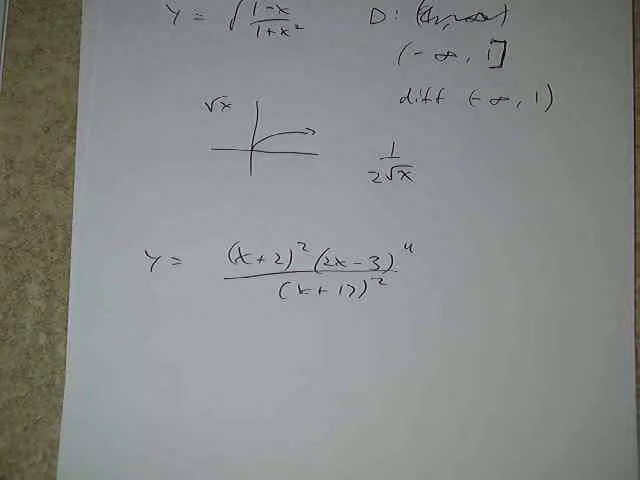 y = √(1-x / 1+x²) D:
(-∞, 1]
diff (-∞, 1)
√x
1 / 2√x
y = (x+2)² (2x-3)⁴ / (x+17)²